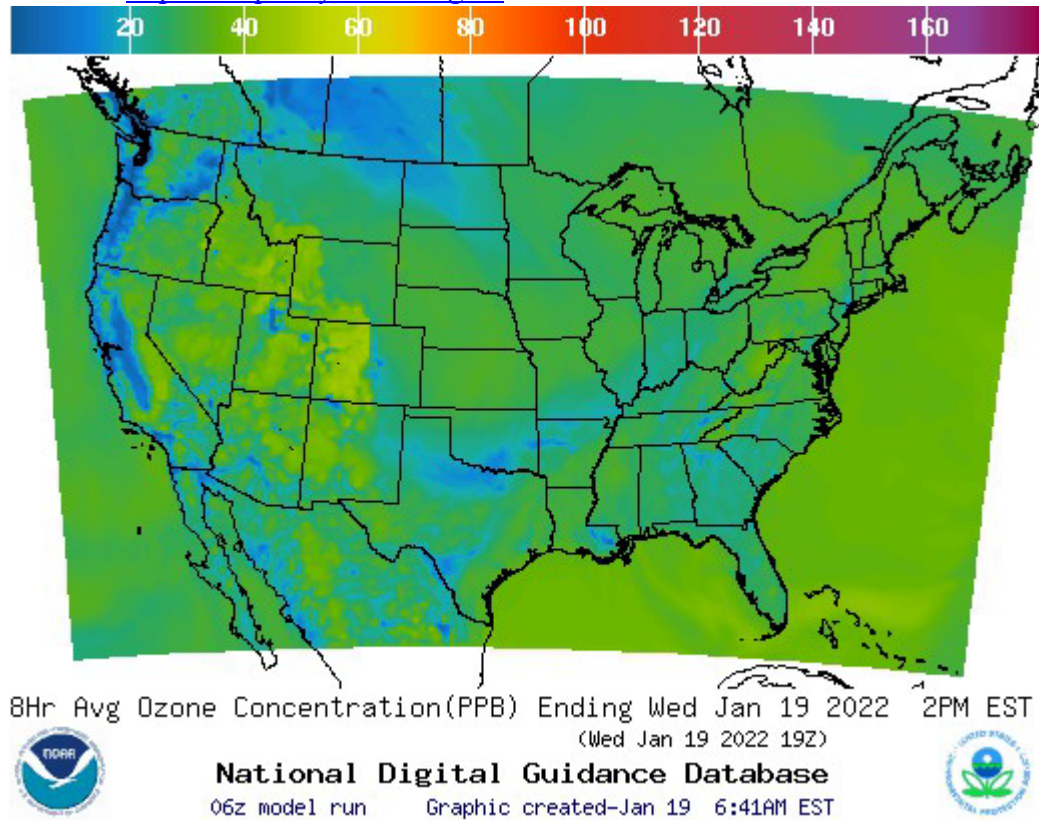 20 40 60 80 100 120 140 160
8Hr Avg Ozone Concentration(PPB) Ending Wed Jan 19 2022 2PM EST
(Wed Jan 19 2022 19Z)
NOAA
National Digital Guidance Database
06z model run Graphic created-Jan 19 6:41AM EST